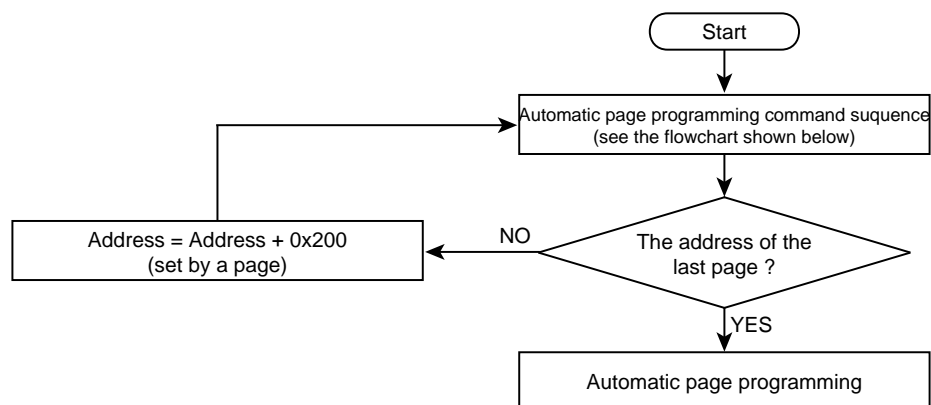 Start
Automatic page programming command suquence
(see the flowchart shown below)
Address = Address + 0x200
(set by a page)
NO
The address of the
last page ?
YES
Automatic page programming